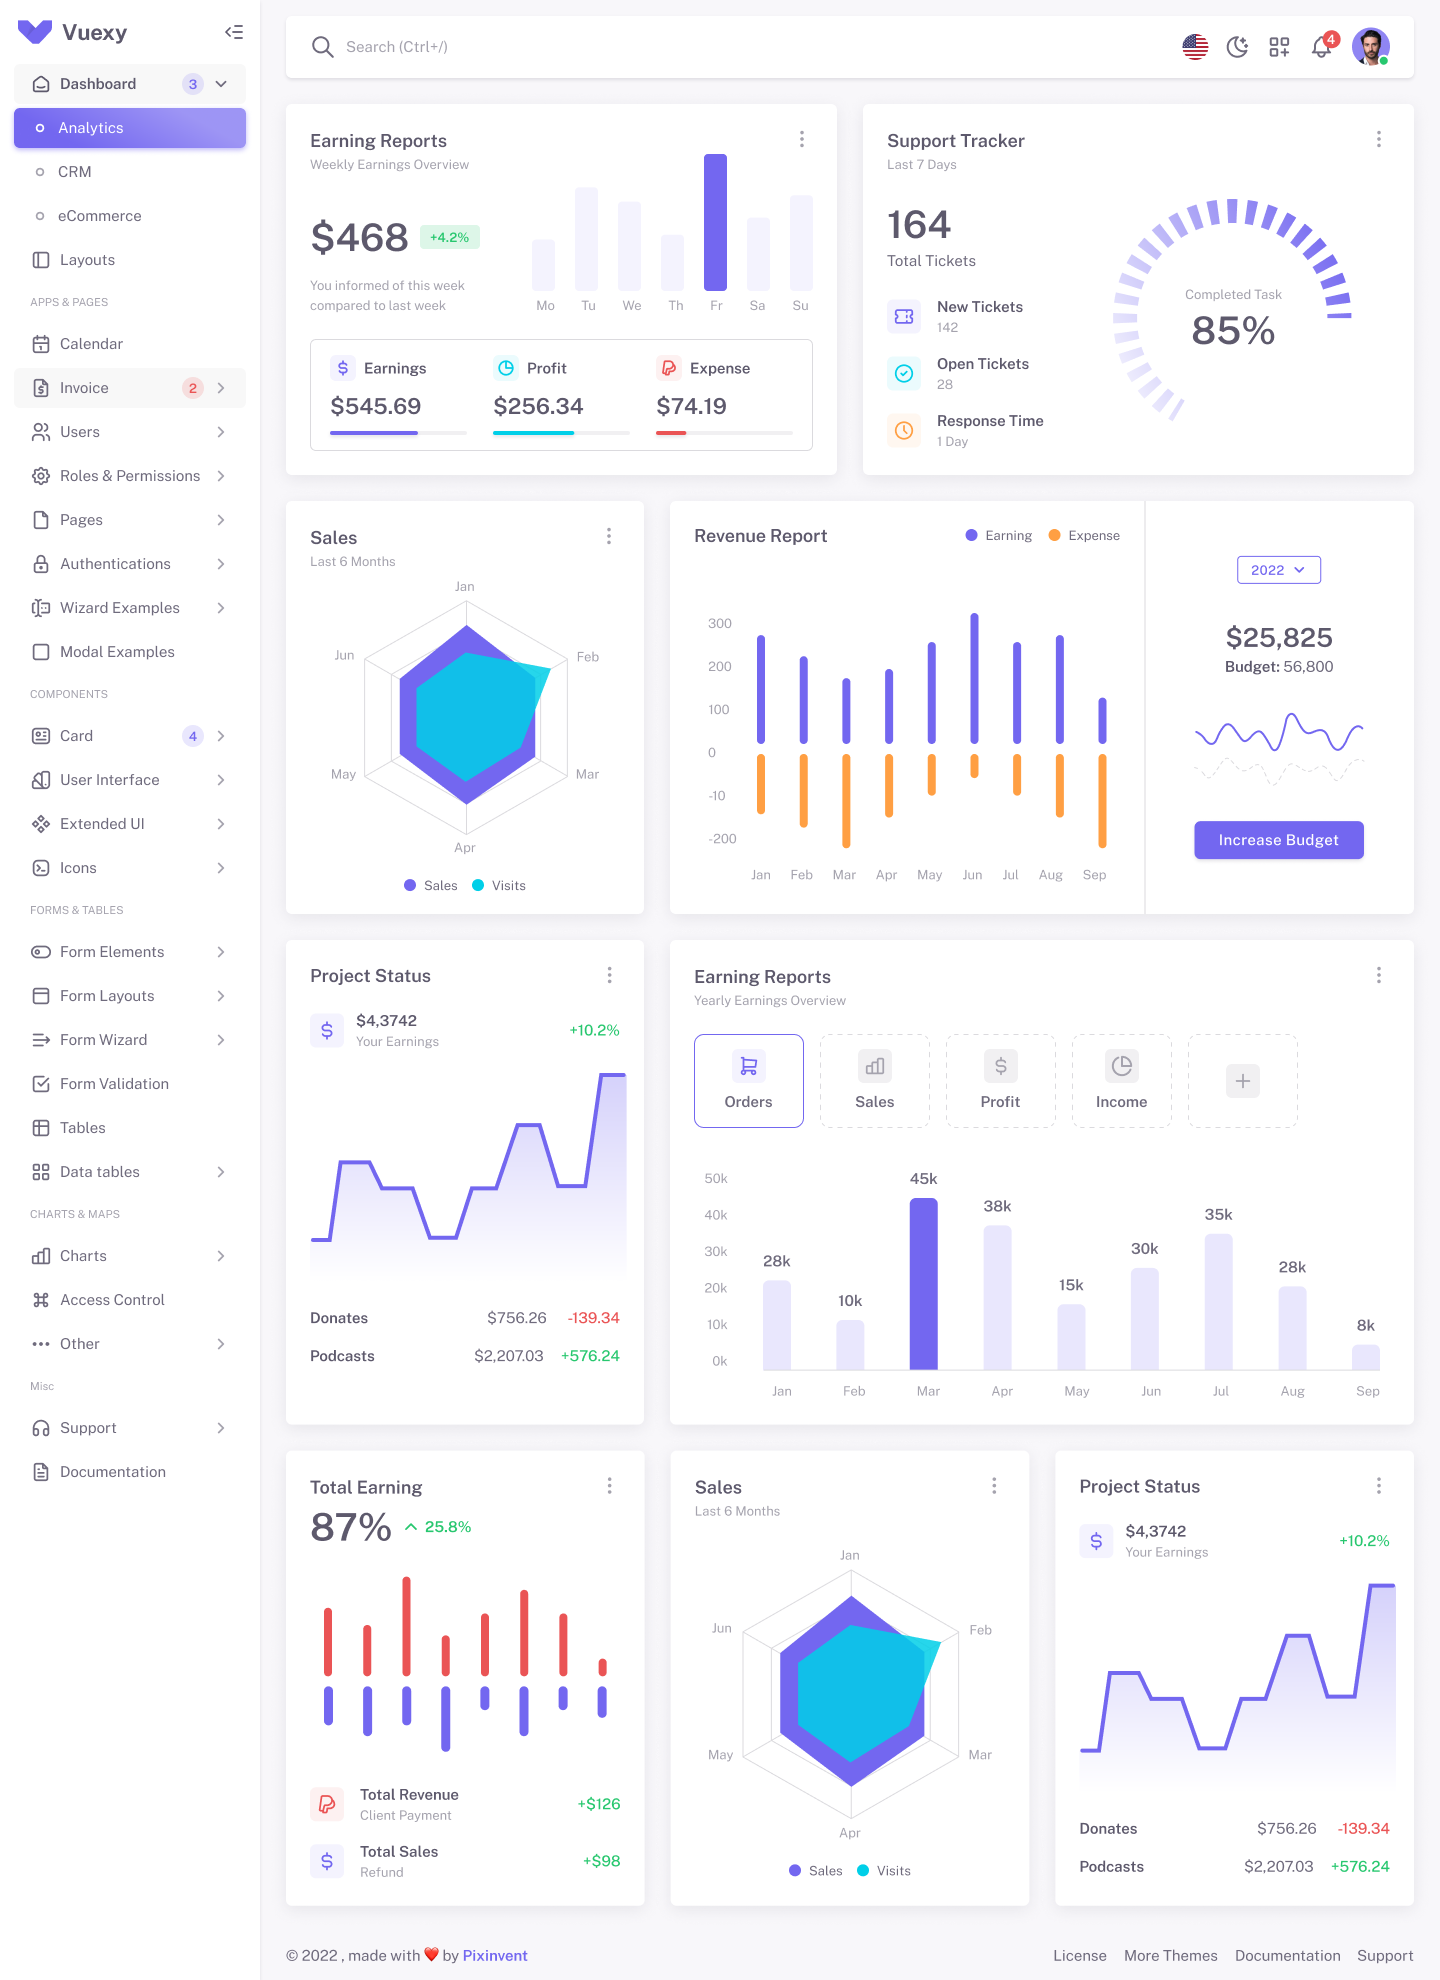 Vuexy
Dashboard 3
Analytics
CRM
eCommerce
Layouts
APPS & PAGES
Calendar
Invoice 2
Users
Roles & Permissions
Pages
Authentications
Wizard Examples
Modal Examples
COMPONENTS
Card 4
User Interface
Extended UI
Icons
FORMS & TABLES
Form Elements
Form Layouts
Form Wizard
Form Validation
Tables
Data tables
CHARTS & MAPS
Charts
Access Control
Other
Misc
Support
Documentation
Search (Ctrl+/)
4
Earning Reports
Weekly Earnings Overview
$468 +4.2%
You informed of this week
compared to last week
Mo Tu We Th Fr Sa Su
Earnings Profit Expense
$545.69 $256.34 $74.19
Support Tracker
Last 7 Days
164
Total Tickets
New Tickets
142
Open Tickets
28
Response Time
1 Day
Completed Task
85%
Sales
Last 6 Months
Jan
Jun Feb
May Mar
Apr
Sales Visits
Revenue Report
Earning Expense
300
200
100
0
-10
-200
Jan Feb Mar Apr May Jun Jul Aug Sep
2022
$25,825
Budget: 56,800
Increase Budget
Project Status
$4,3742
Your Earnings
+10.2%
Donates $756.26 -139.34
Podcasts $2,207.03 +576.24
Earning Reports
Yearly Earnings Overview
Orders Sales Profit Income
50k
40k
30k
20k
10k
0k
28k 10k 45k 38k 15k 30k 35k 28k 8k
Jan Feb Mar Apr May Jun Jul Aug Sep
Total Earning
87% 25.8%
Total Revenue
Client Payment
+$126
Total Sales
Refund
+$98
Sales
Last 6 Months
Jan
Jun Feb
May Mar
Apr
Sales Visits
Project Status
$4,3742
Your Earnings
+10.2%
Donates $756.26 -139.34
Podcasts $2,207.03 +576.24
© 2022 , made with ❤️ by Pixinvent
License More Themes Documentation Support